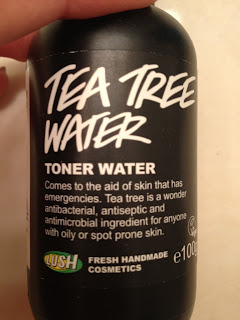 TEA TREE
WATER
TONER WATER
Comes to the aid of skin that has
emergencies. Tea tree is a wonder
antibacterial, antiseptic and
antimicrobial ingredient for anyone
with oily or spot prone skin.
LUSH
FRESH HANDMADE
COSMETICS
℮100g